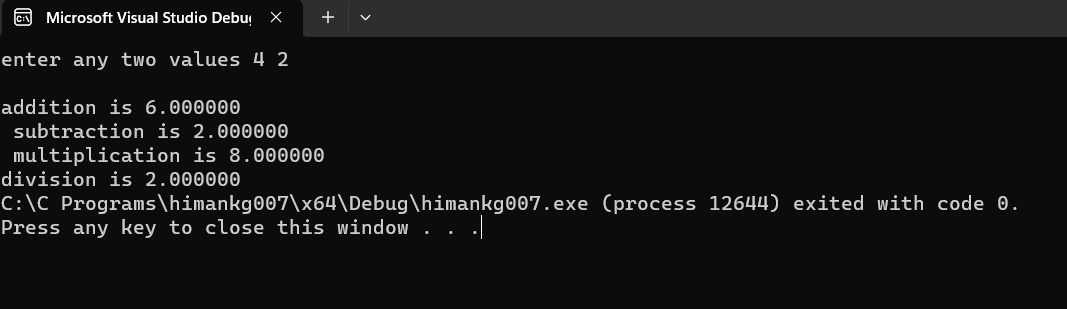 Microsoft Visual Studio Debu
enter any two values 4 2
addition is 6.000000
subtraction is 2.000000
multiplication is 8.000000
division is 2.000000
C:\C Programs\himankg007\x64\Debug\himankg007.exe (process 12644) exited with code 0.
Press any key to close this window . . .